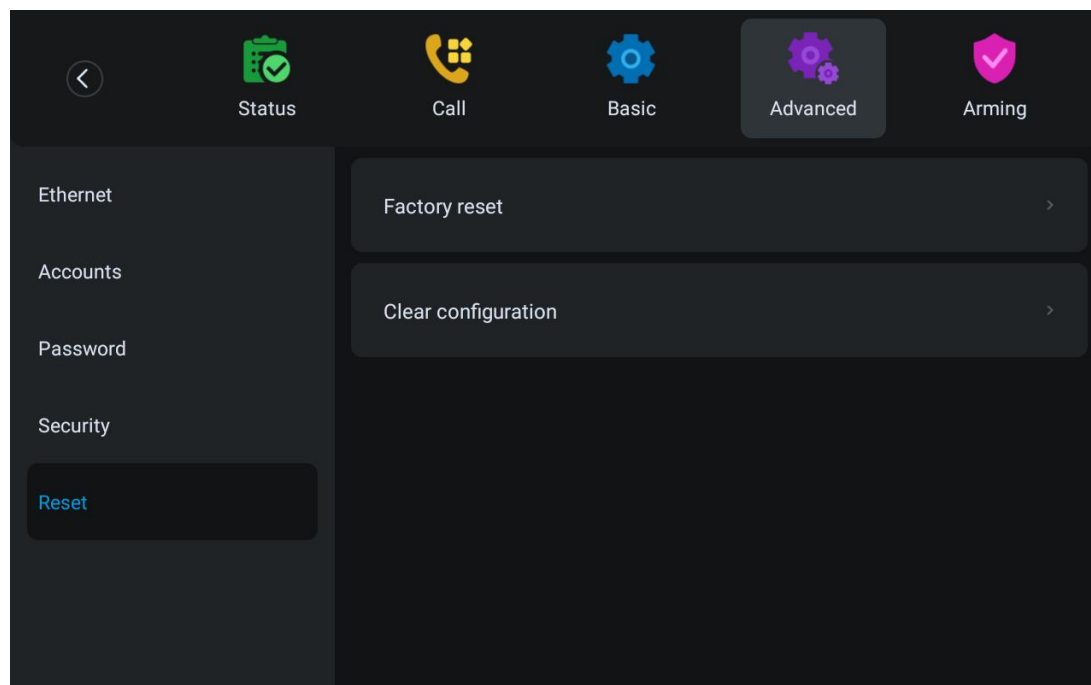 Status
Call
Basic
Advanced
Arming
Ethernet
Accounts
Password
Security
Reset
Factory reset
Clear configuration